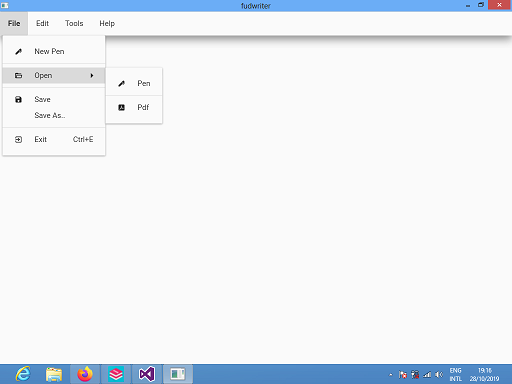 fudwriter
File Edit Tools Help
New Pen
Open
Pen
Pdf
Save
Save As..
Exit Ctrl+E
ENG 19.16
INTL 28/10/2019